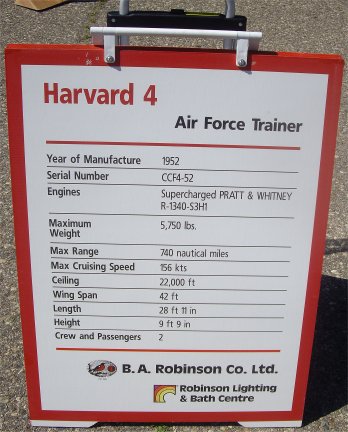 Harvard 4
Air Force Trainer
Year of Manufacture 1952
Serial Number CCF4-52
Engines Supercharged PRATT & WHITNEY
R-1340-S3H1
Maximum 5,750 lbs.
Weight
Max Range 740 nautical miles
Max Cruising Speed 156 kts
Ceiling 22,000 ft
Wing Span 42 ft
Length 28 ft 11 in
Height 9 ft 9 in
Crew and Passengers 2
B. A. Robinson Co. Ltd.
Robinson Lighting
& Bath Centre